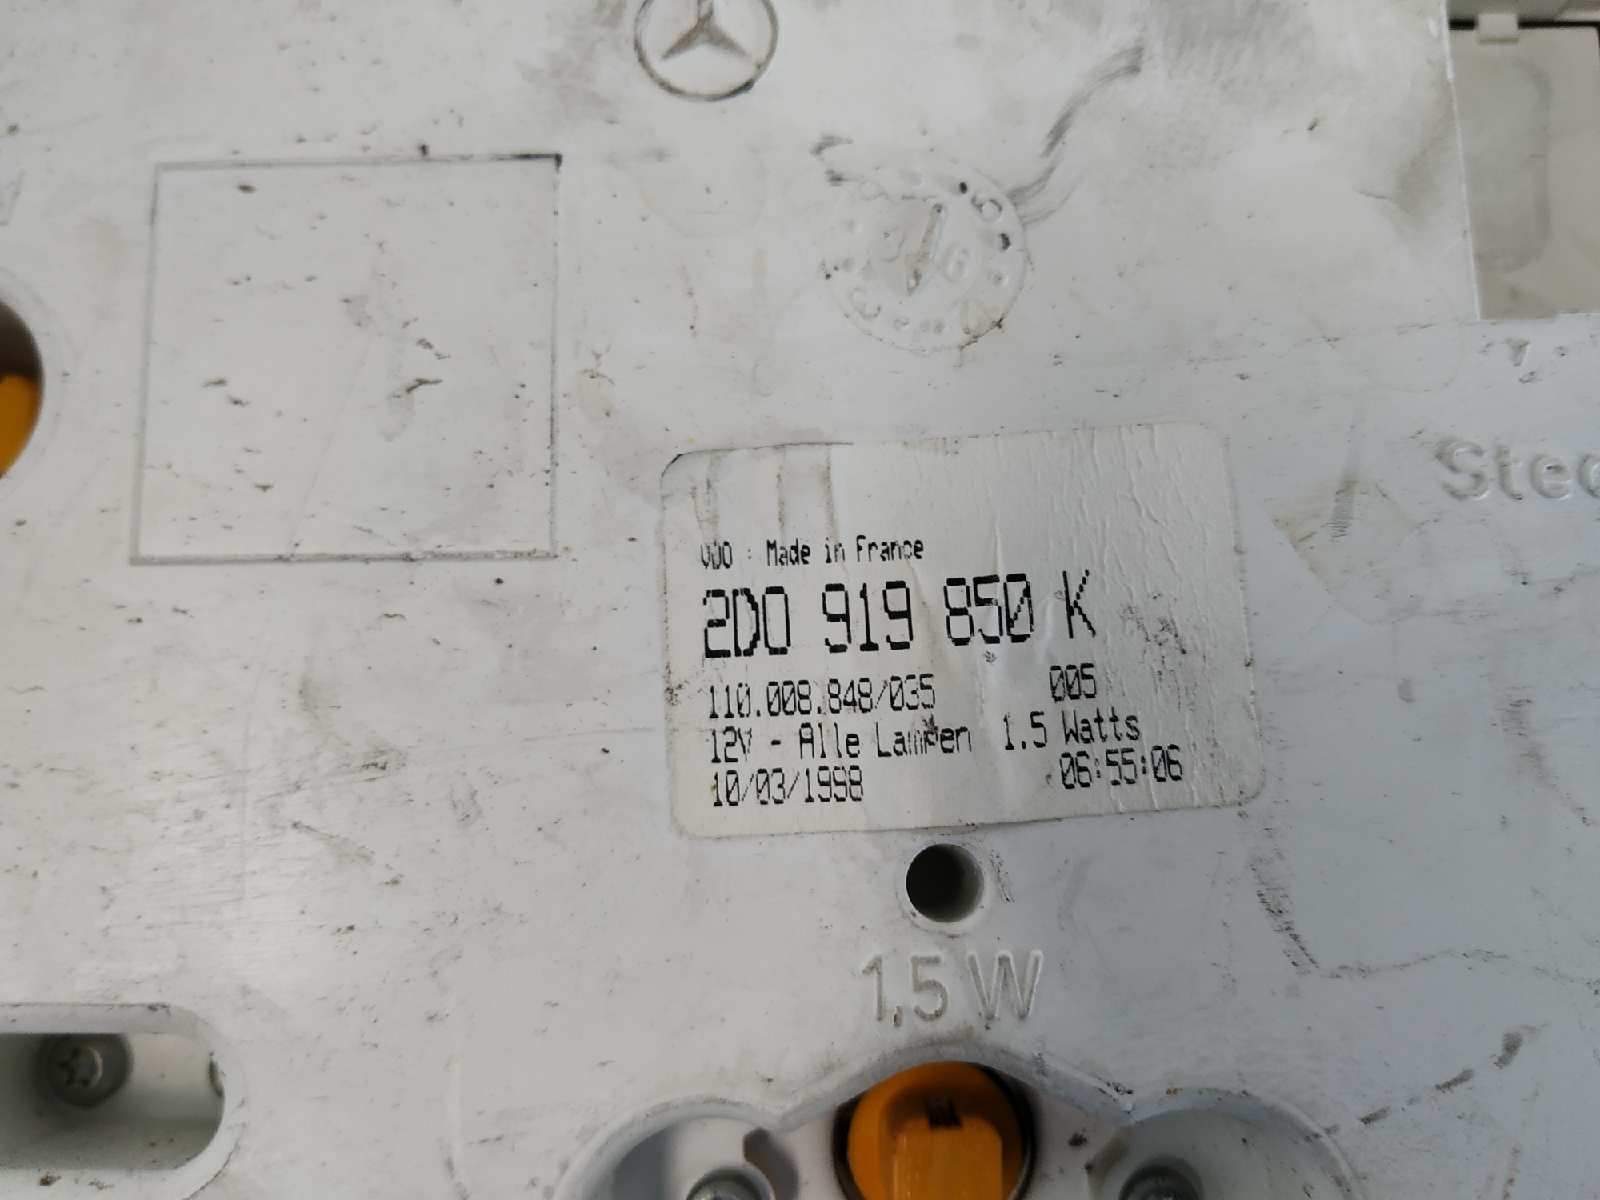 VDO : Made in France
2D0 919 850 K
110.008.848/035 005
12V - Alle Lampen 1.5 Watts
10/03/1998 06:55:06
1,5 W
Stec